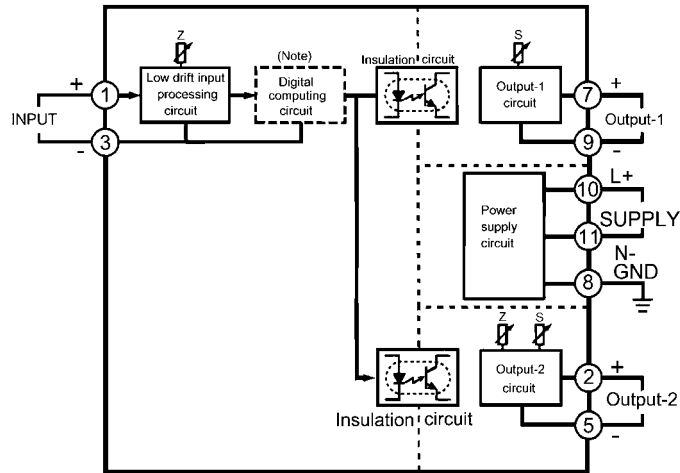 Z
S
(Note)
Insulation circuit
+
1
Low drift input
processing
circuit
Digital
computing
circuit
Output-1
circuit
7
+
INPUT
Output-1
-
3
9
-
10
L+
Power
supply
circuit
SUPPLY
11
N-
GND
8
Z
S
Output-2
circuit
2
+
Output-2
Insulation circuit
5
-